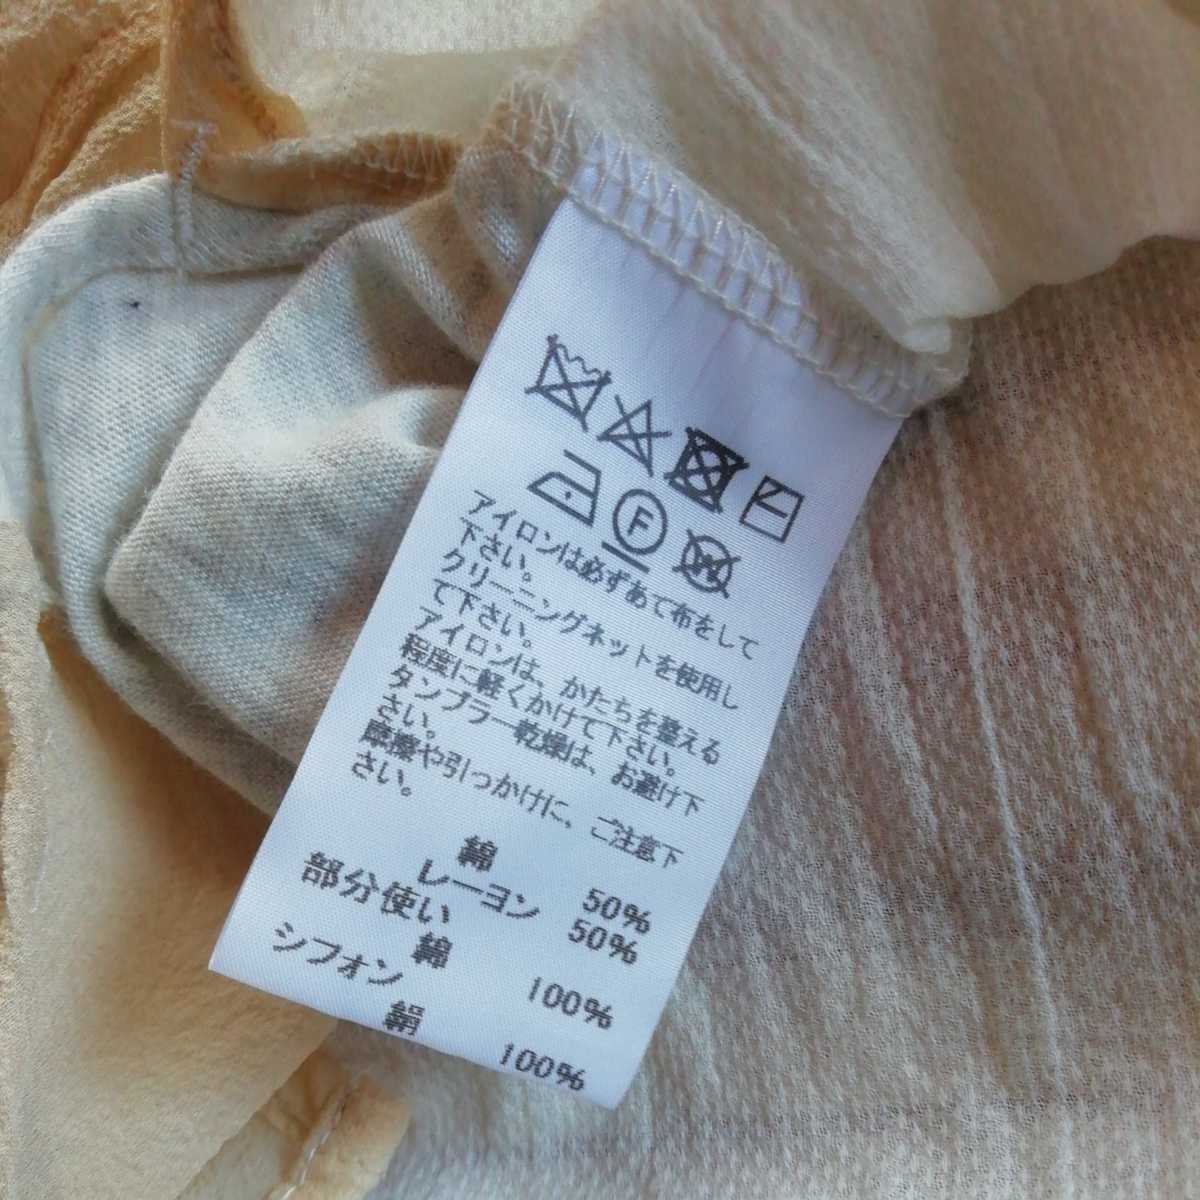 F
W
アイロンは必ずあて布をして
下さい。
クリーニングネットを使用し
て下さい。
アイロンは、かたちを整える
程度に軽くかけて下さい。
タンブラー乾燥は、お避け下
さい。
摩擦や引っかけに、ご注意下
さい。
綿 50%
レーヨン 50%
部分使い
綿 100%
シフォン
絹 100%